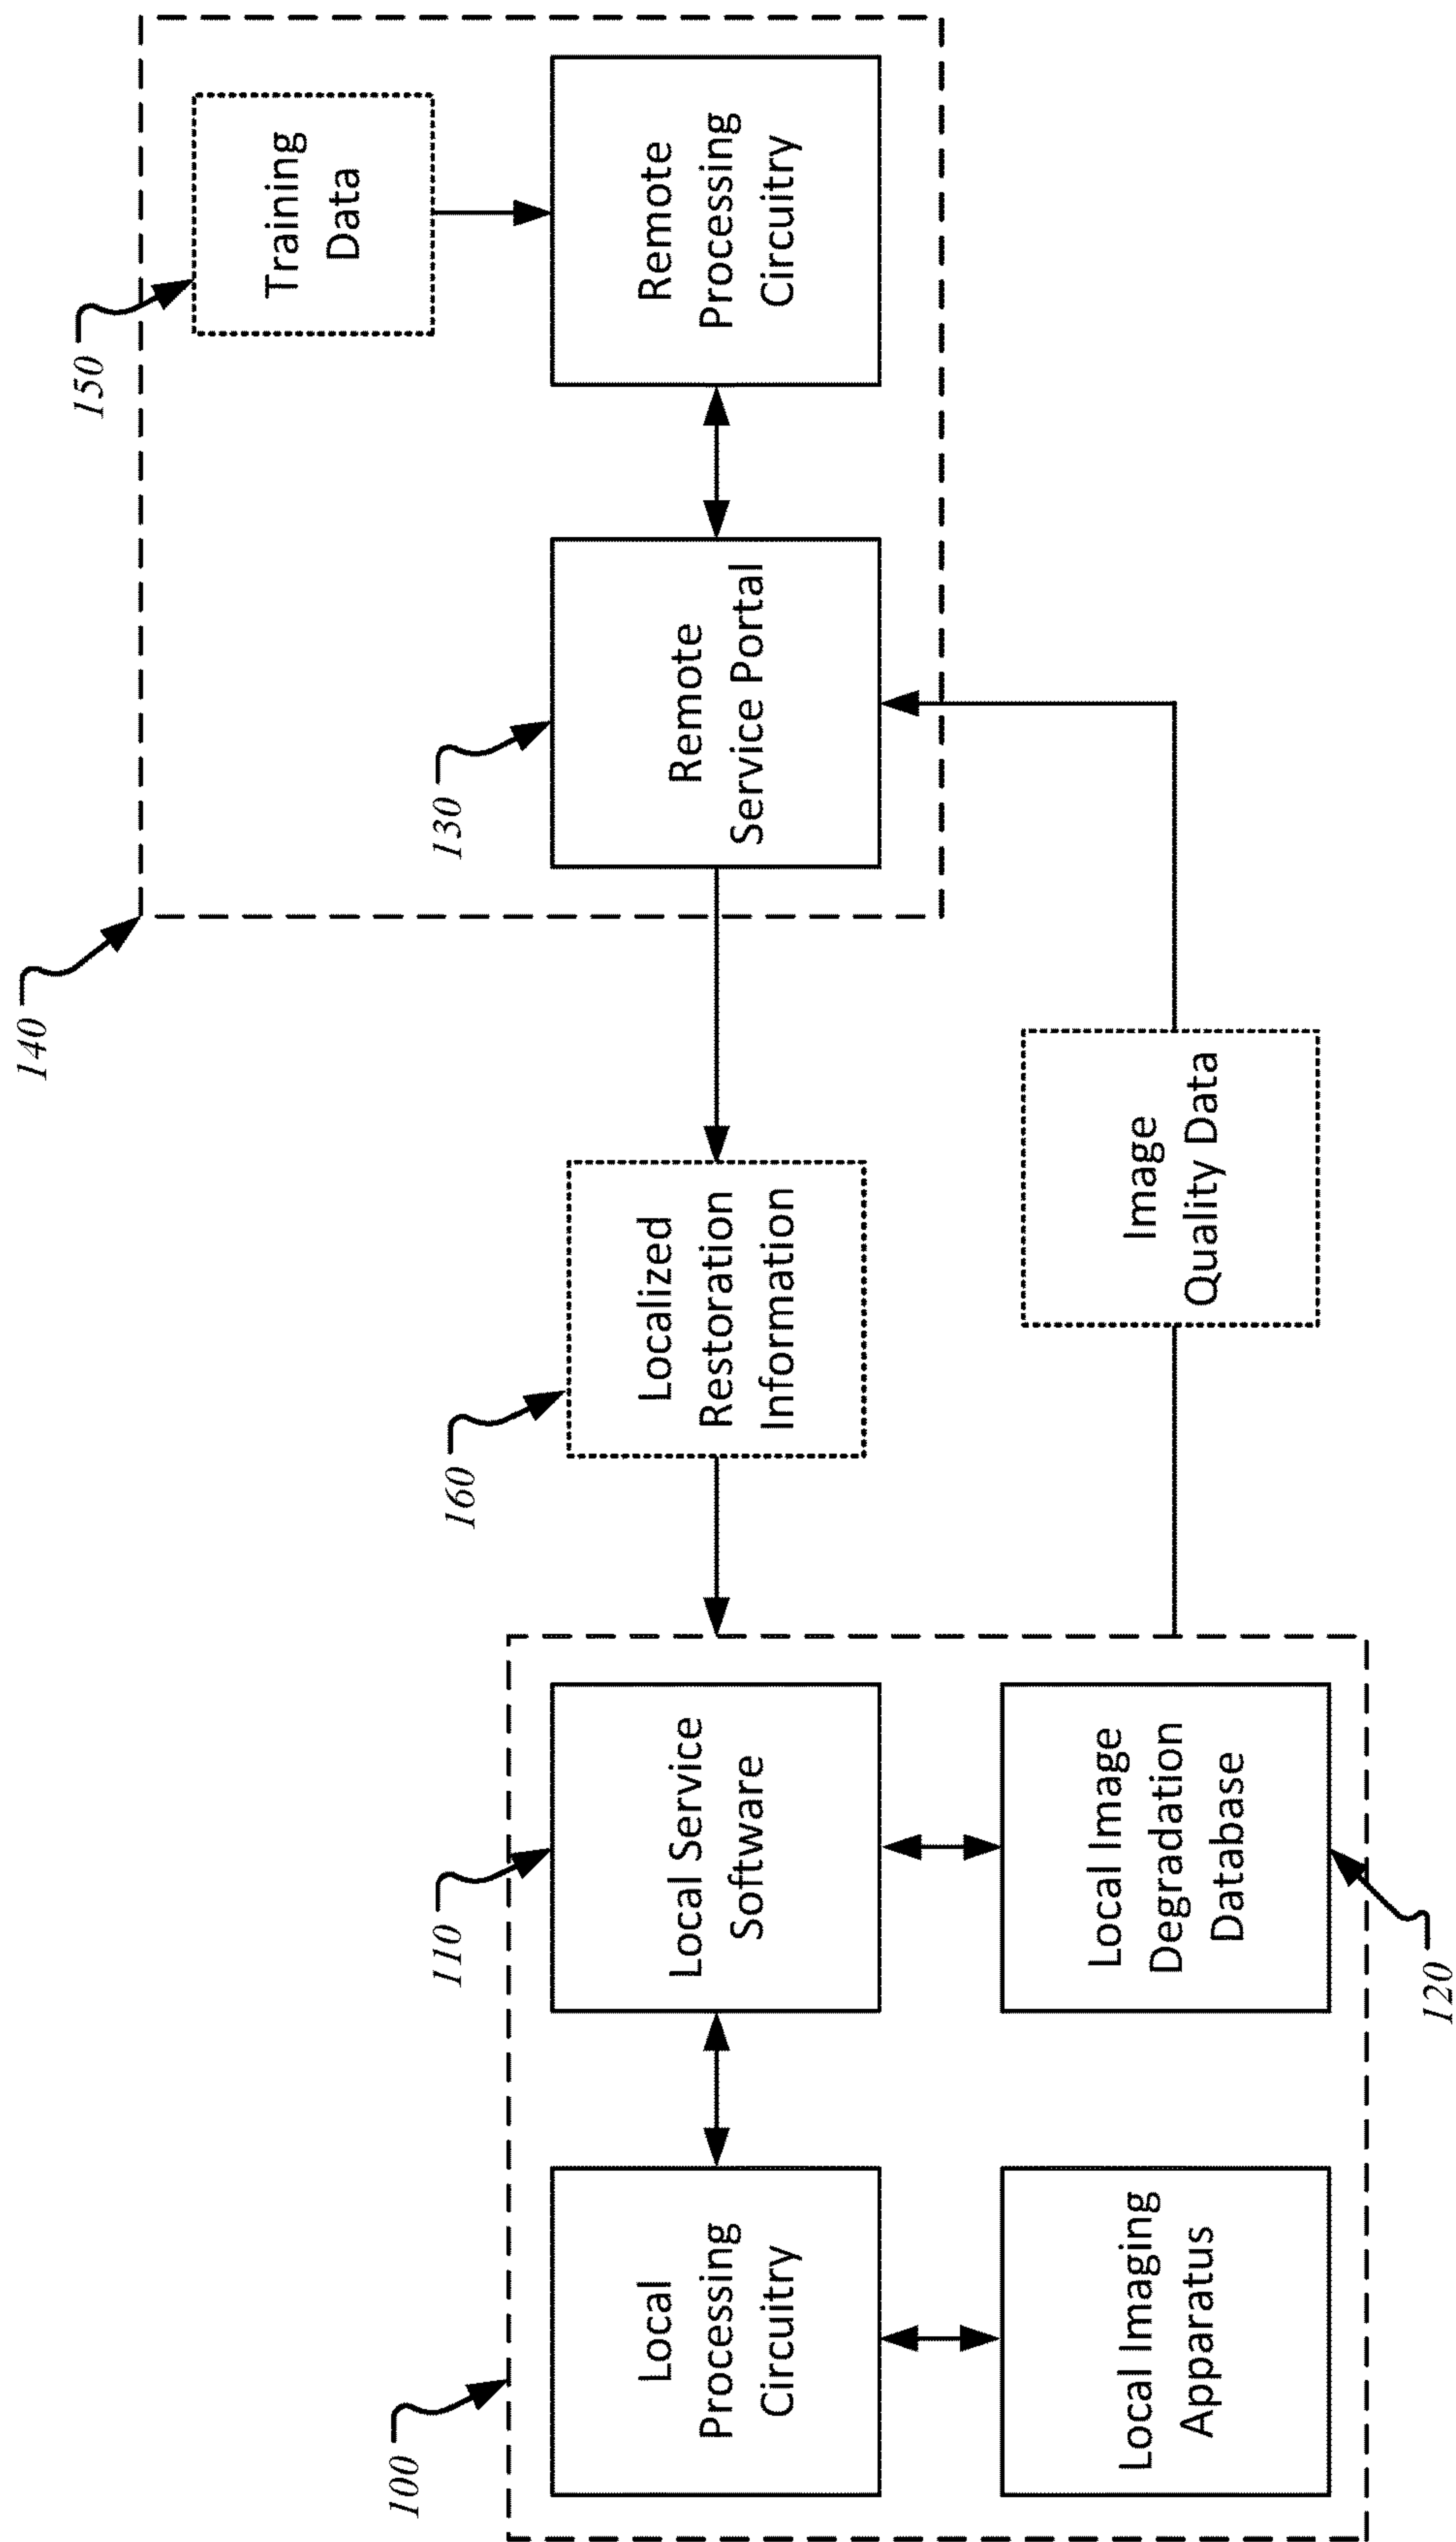 140
150
Training
Data
130
Remote
Service Portal
Remote
Processing
Circuitry
160
Localized
Restoration
Information
Image
Quality Data
100
110
Local
Processing
Circuitry
Local Service
Software
Local Imaging
Apparatus
Local Image
Degradation
Database
120